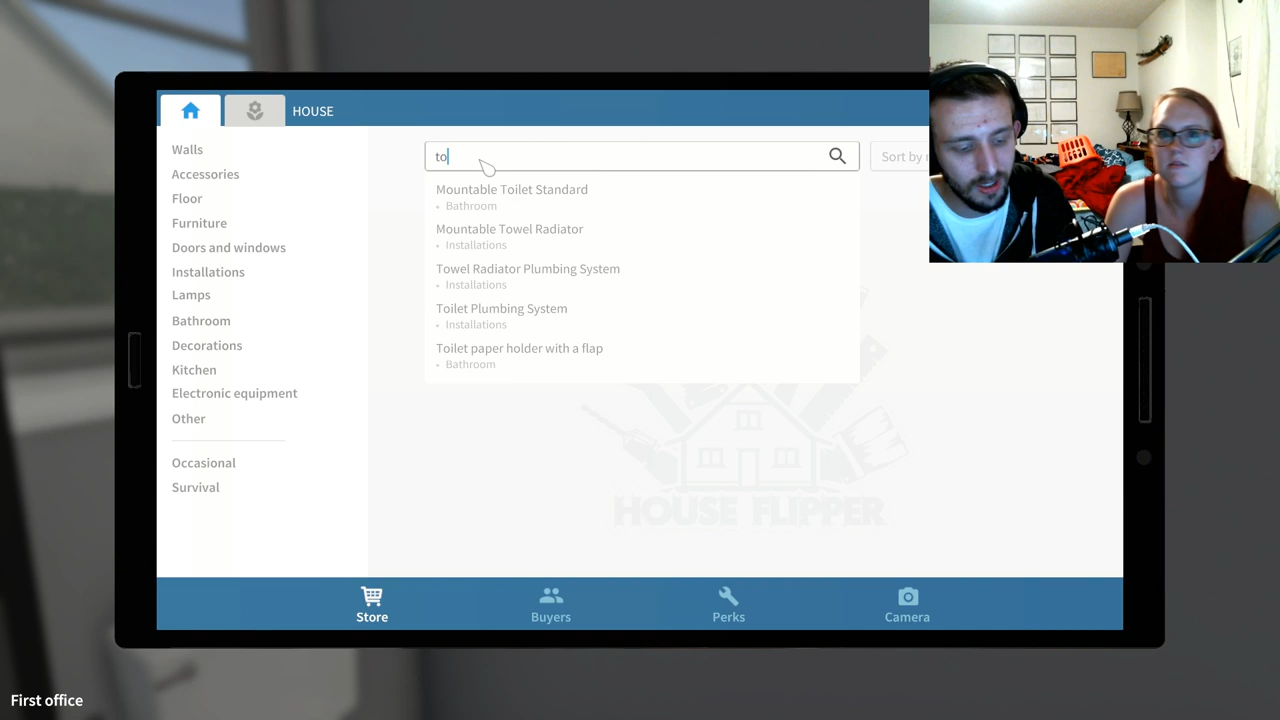 HOUSE
Walls
Accessories
Floor
Furniture
Doors and windows
Installations
Lamps
Bathroom
Decorations
Kitchen
Electronic equipment
Other
Occasional
Survival
to
Sort by
Mountable Toilet Standard
• Bathroom
Mountable Towel Radiator
• Installations
Towel Radiator Plumbing System
• Installations
Toilet Plumbing System
• Installations
Toilet paper holder with a flap
• Bathroom
HOUSE FLIPPER
Store
Buyers
Perks
Camera
First office